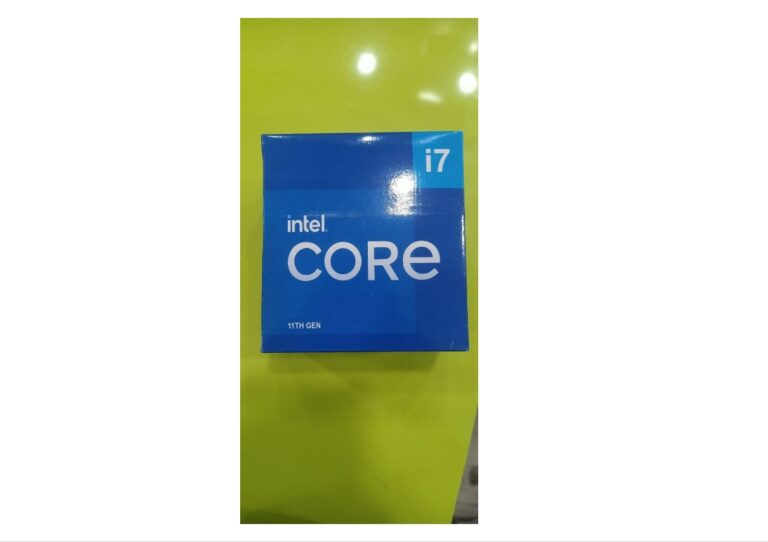 i7
intel
CORE
11TH GEN